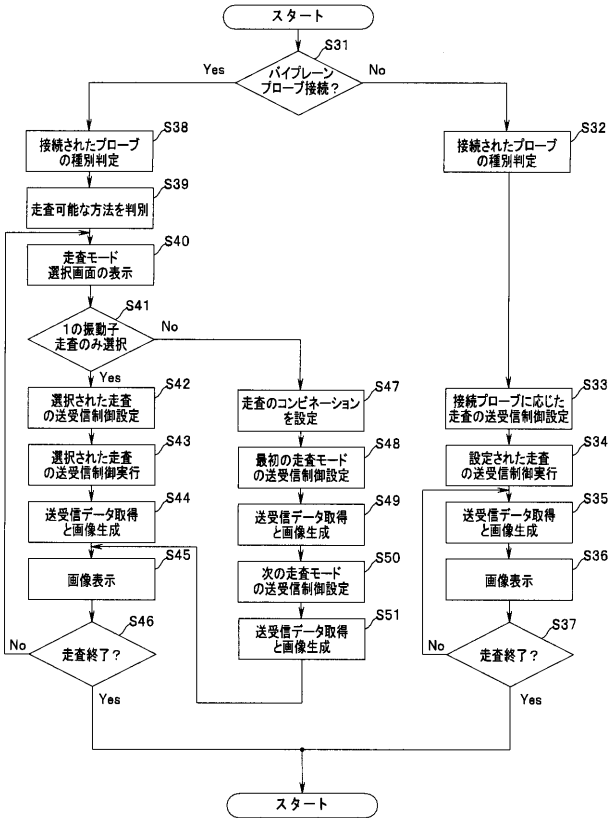 スタート
S31
バイプレーン
プローブ接続?
Yes
No
S38
接続されたプローブ
の種別判定
S39
走査可能な方法を判別
S40
走査モード
選択画面の表示
S41
1の振動子
走査のみ選択
No
Yes
S42
選択された走査
の送受信制御設定
S43
選択された走査
の送受信制御実行
S44
送受信データ取得
と画像生成
S45
画像表示
S46
走査終了?
No
Yes
S47
走査のコンビネーション
を設定
S48
最初の走査モード
の送受信制御設定
S49
送受信データ取得
と画像生成
S50
次の走査モード
の送受信制御設定
S51
送受信データ取得
と画像生成
S32
接続されたプローブ
の種別判定
S33
接続プローブに応じた
走査の送受信制御設定
S34
設定された走査
の送受信制御実行
S35
送受信データ取得
と画像生成
S36
画像表示
S37
走査終了?
No
Yes
スタート